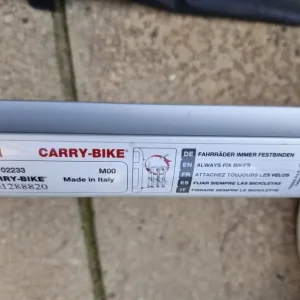 CARRY-BIKE®
02233 M00
RRY-BIKE® Made in Italy
1288820
DE FAHRRÄDER IMMER FESTBINDEN
EN ALWAYS FIX BIKES
FR ATTACHEZ TOUJOURS LES VELOS
ES FIJAR SIEMPRE LAS BICICLETAS
IT FISSARE SEMPRE LE BICICLETTE